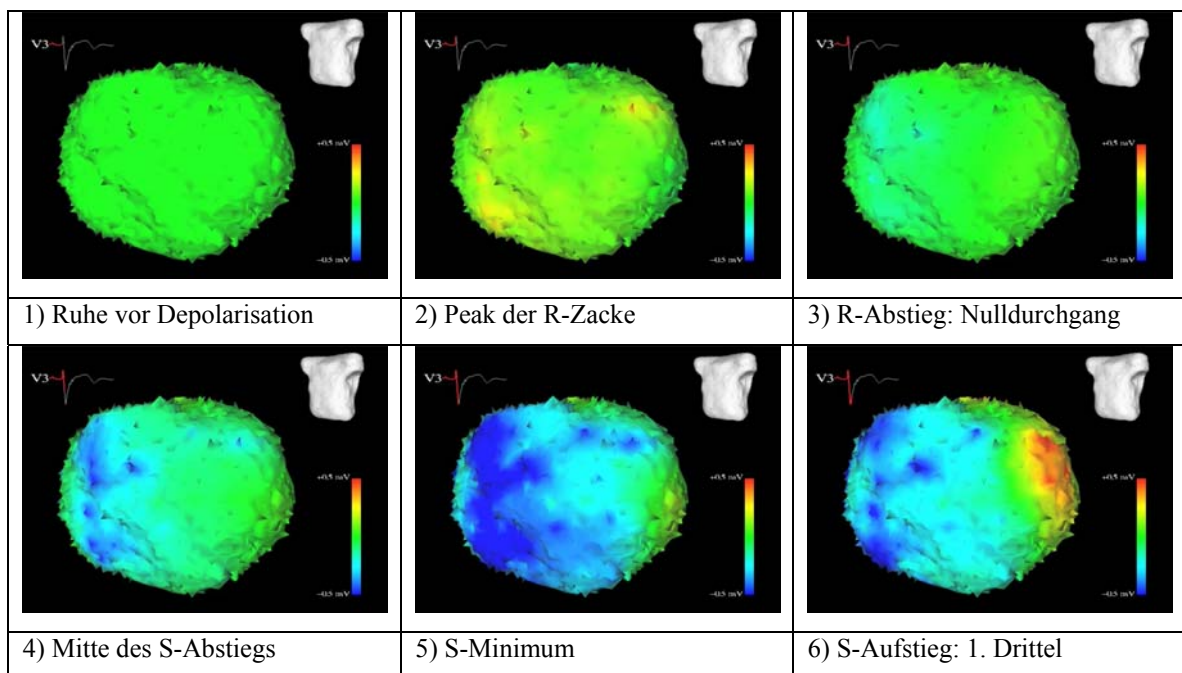 V3
+0.5 mV
-0.5 mV
V3
+0.5 mV
-0.5 mV
V3
+0.5 mV
-0.5 mV
1) Ruhe vor Depolarisation
2) Peak der R-Zacke
3) R-Abstieg: Nulldurchgang
V3
+0.5 mV
-0.5 mV
V3
+0.5 mV
-0.5 mV
V3
+0.5 mV
-0.5 mV
4) Mitte des S-Abstiegs
5) S-Minimum
6) S-Aufstieg: 1. Drittel